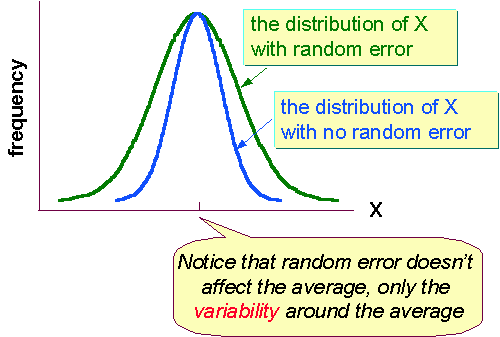 the distribution of X
with random error
the distribution of X
with no random error
frequency
X
Notice that random error doesn't
affect the average, only the
variability around the average